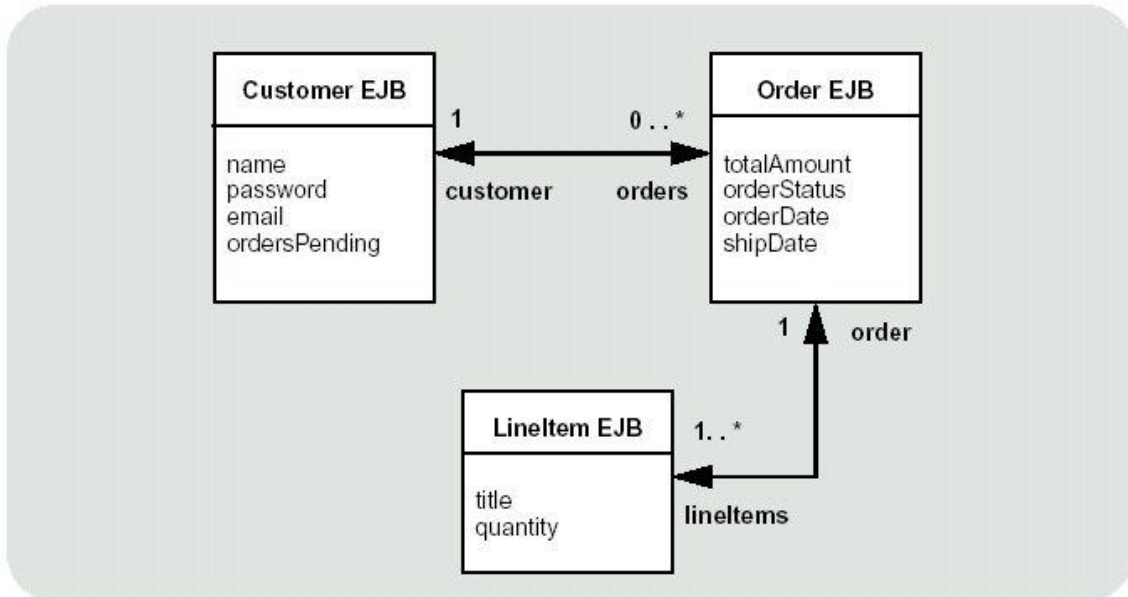 Customer EJB
name
password
email
ordersPending
1
0 . . *
customer
orders
Order EJB
totalAmount
orderStatus
orderDate
shipDate
1
order
LineItem EJB
title
quantity
1. . *
lineItems